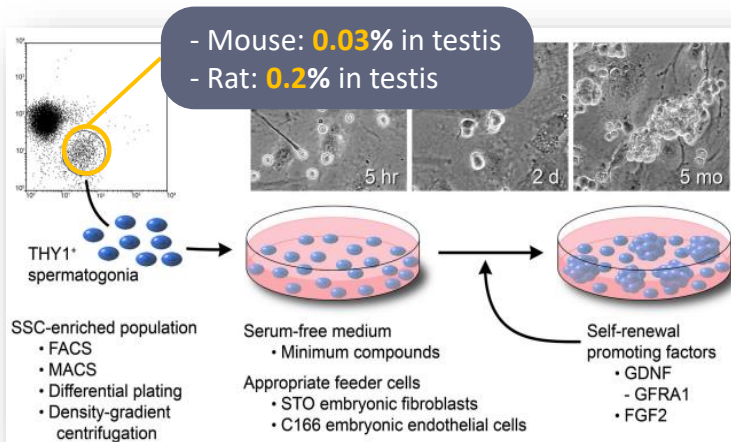 - Mouse: 0.03% in testis
- Rat: 0.2% in testis
5 hr
2 d
5 mo
THY1⁺
spermatogonia
SSC-enriched population
• FACS
• MACS
• Differential plating
• Density-gradient
centrifugation
Serum-free medium
• Minimum compounds
Appropriate feeder cells
• STO embryonic fibroblasts
• C166 embryonic endothelial cells
Self-renewal
promoting factors
• GDNF
- GFRA1
• FGF2